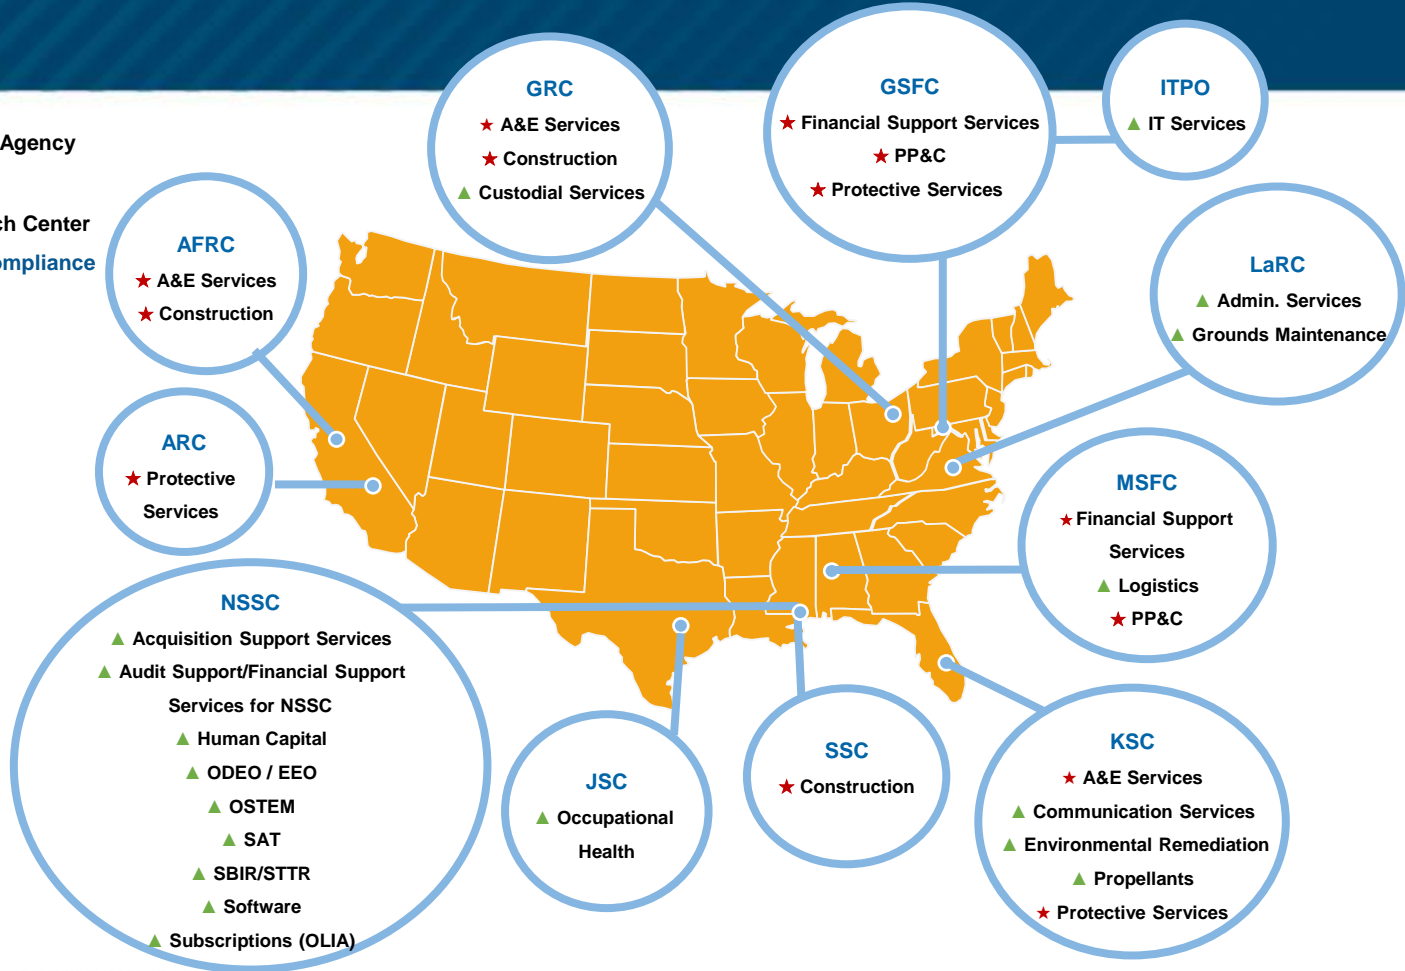 Agency
ch Center
ompliance
GRC
★ A&E Services
★ Construction
▲ Custodial Services
GSFC
★ Financial Support Services
★ PP&C
★ Protective Services
ITPO
▲ IT Services
AFRC
★ A&E Services
★ Construction
LaRC
▲ Admin. Services
▲ Grounds Maintenance
ARC
★ Protective
Services
MSFC
★ Financial Support
Services
▲ Logistics
★ PP&C
NSSC
▲ Acquisition Support Services
▲ Audit Support/Financial Support
Services for NSSC
▲ Human Capital
▲ ODEO / EEO
▲ OSTEM
▲ SAT
▲ SBIR/STTR
▲ Software
▲ Subscriptions (OLIA)
JSC
▲ Occupational
Health
SSC
★ Construction
KSC
★ A&E Services
▲ Communication Services
▲ Environmental Remediation
▲ Propellants
★ Protective Services